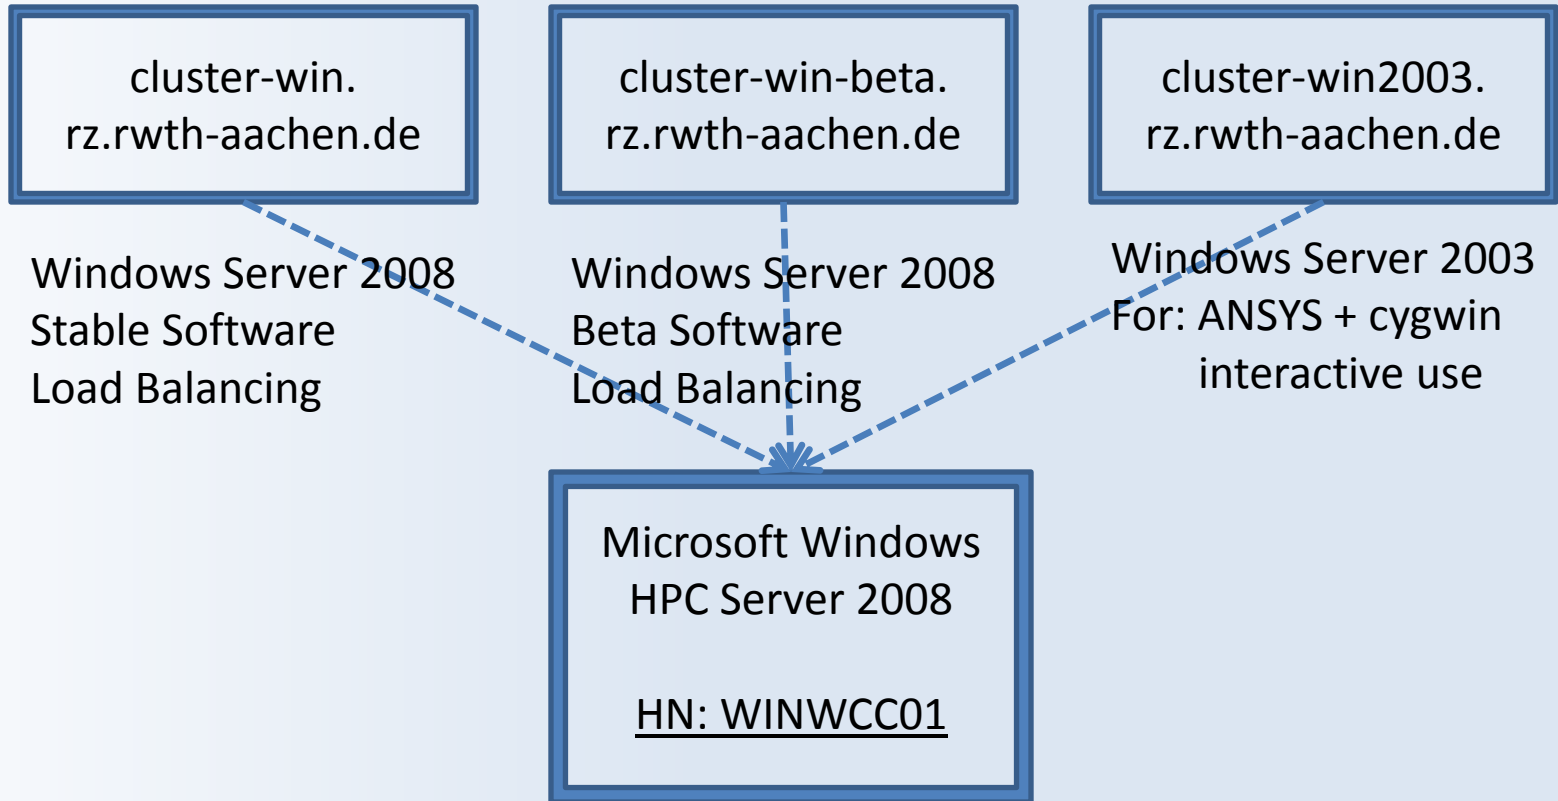 cluster-win.
rz.rwth-aachen.de
cluster-win-beta.
rz.rwth-aachen.de
cluster-win2003.
rz.rwth-aachen.de
Windows Server 2008
Stable Software
Load Balancing
Windows Server 2008
Beta Software
Load Balancing
Windows Server 2003
For: ANSYS + cygwin
interactive use
Microsoft Windows
HPC Server 2008
HN: WINWCC01